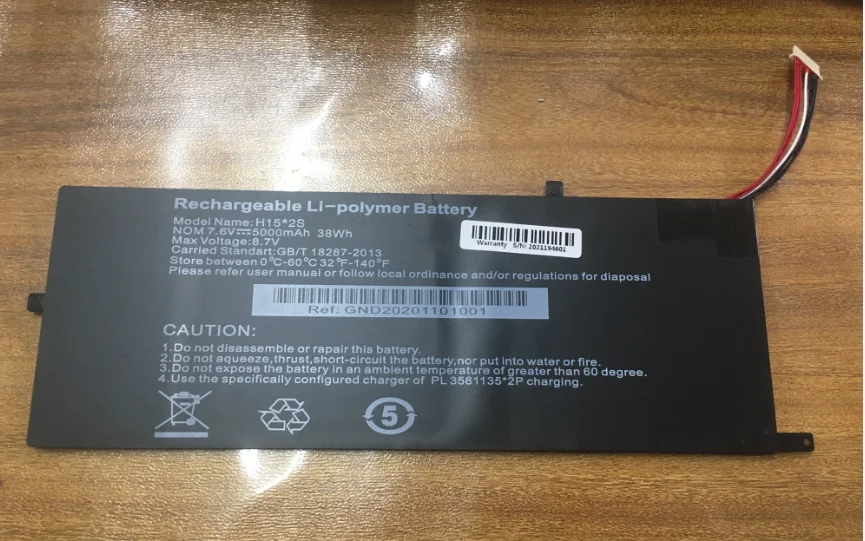 Rechargeable Li-polymer Battery
Model Name:H15*2S
NOM 7.6V⎓5000mAh 38Wh
Max Voltage:8.7V
Carried Standart:GB/T 18287-2013
Store between 0°C-60°C 32°F-140°F
Please refer user manual or follow local ordinance and/or regulations for diaposal
Warranty S/N: 2021194601
Ref: GND20201101001
CAUTION:
1.Do not disassemble or rapair this battery.
2.Do not aqueeze,thrust,short-circuit the battery,nor put into water or fire.
3.Do not expose the battery in an ambient temperature of greater than 60 degree.
4.Use the specifically configured charger of PL3581135*2P charging.
5